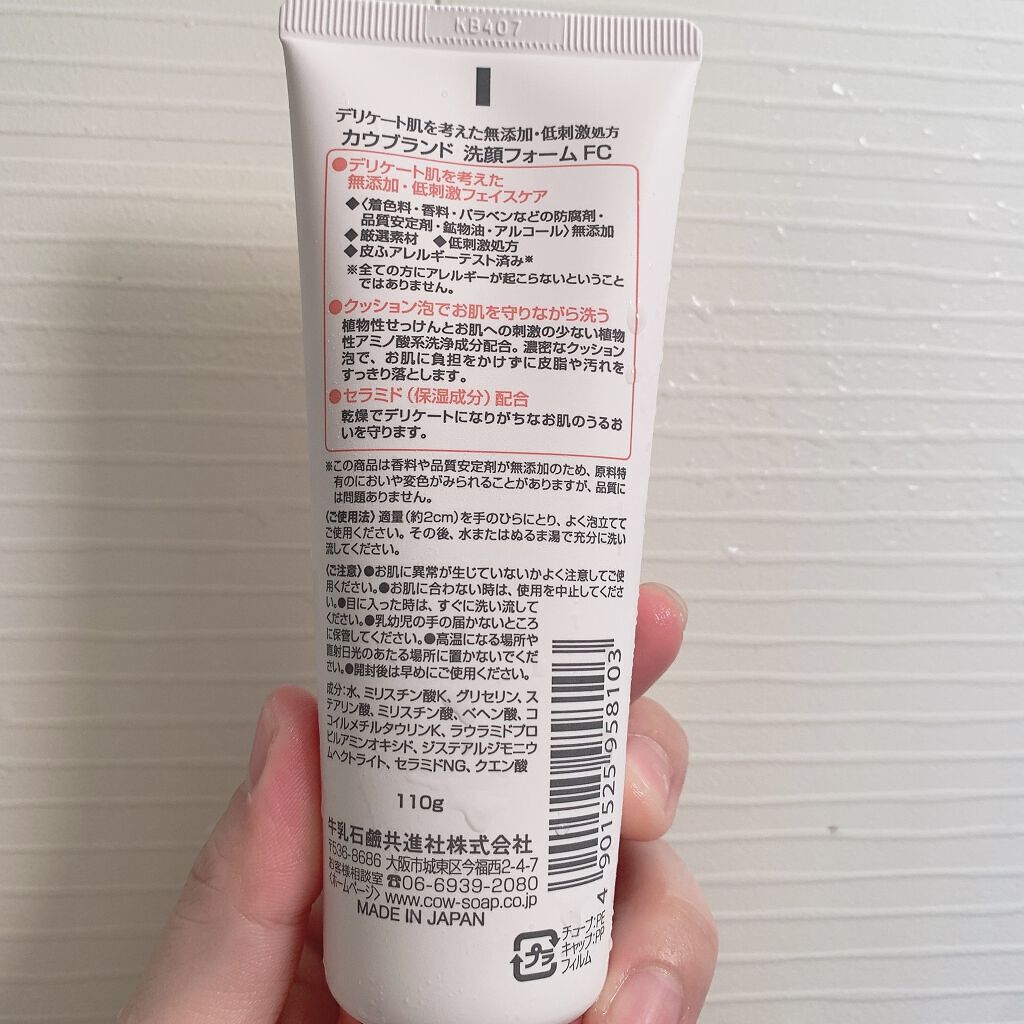 KB407
デリケート肌を考えた無添加・低刺激処方
カウブランド 洗顔フォームFC
●デリケート肌を考えた
無添加・低刺激フェイスケア
◆〈着色料・香料・パラベンなどの防腐剤・
品質安定剤・鉱物油・アルコール〉無添加
◆厳選素材 ◆低刺激処方
◆皮ふアレルギーテスト済み※
※全ての方にアレルギーが起こらないということ
ではありません。
●クッション泡でお肌を守りながら洗う
植物性せっけんとお肌への刺激の少ない植物
性アミノ酸系洗浄成分配合。濃密なクッション
泡で、お肌に負担をかけずに皮脂や汚れを
すっきり落とします。
●セラミド（保湿成分）配合
乾燥でデリケートになりがちなお肌のうるお
いを守ります。
※この商品は香料や品質安定剤が無添加のため、原料特
有のにおいや変色がみられることがありますが、品質に
は問題ありません。
〈ご使用法〉適量（約2cm）を手のひらにとり、よく泡立てて
ご使用ください。その後、水またはぬるま湯で充分に洗い
流してください。
〈ご注意〉●お肌に異常が生じていないかよく注意してご使
用ください。●お肌に合わない時は、使用を中止してくださ
い。●目に入った時は、すぐに洗い流して
ください。●乳幼児の手の届かないところ
に保管してください。●高温になる場所や
直射日光のあたる場所に置かないでくだ
さい。●開封後は早めにご使用ください。
成分：水、ミリスチン酸K、グリセリン、ス
テアリン酸、ミリスチン酸、ベヘン酸、コ
コイルメチルタウリンK、ラウラミドプロ
ピルアミンオキシド、ジステアルジモニウ
ムヘクトライト、セラミドNG、クエン酸
110g
牛乳石鹼共進社株式会社
〒536-8686 大阪市城東区今福西2-4-7
お客様相談室☎06-6939-2080
〈ホームページ〉www.cow-soap.co.jp
MADE IN JAPAN
4 901525 958103
プラ
チューブ:PE
キャップ:PP
フィルム